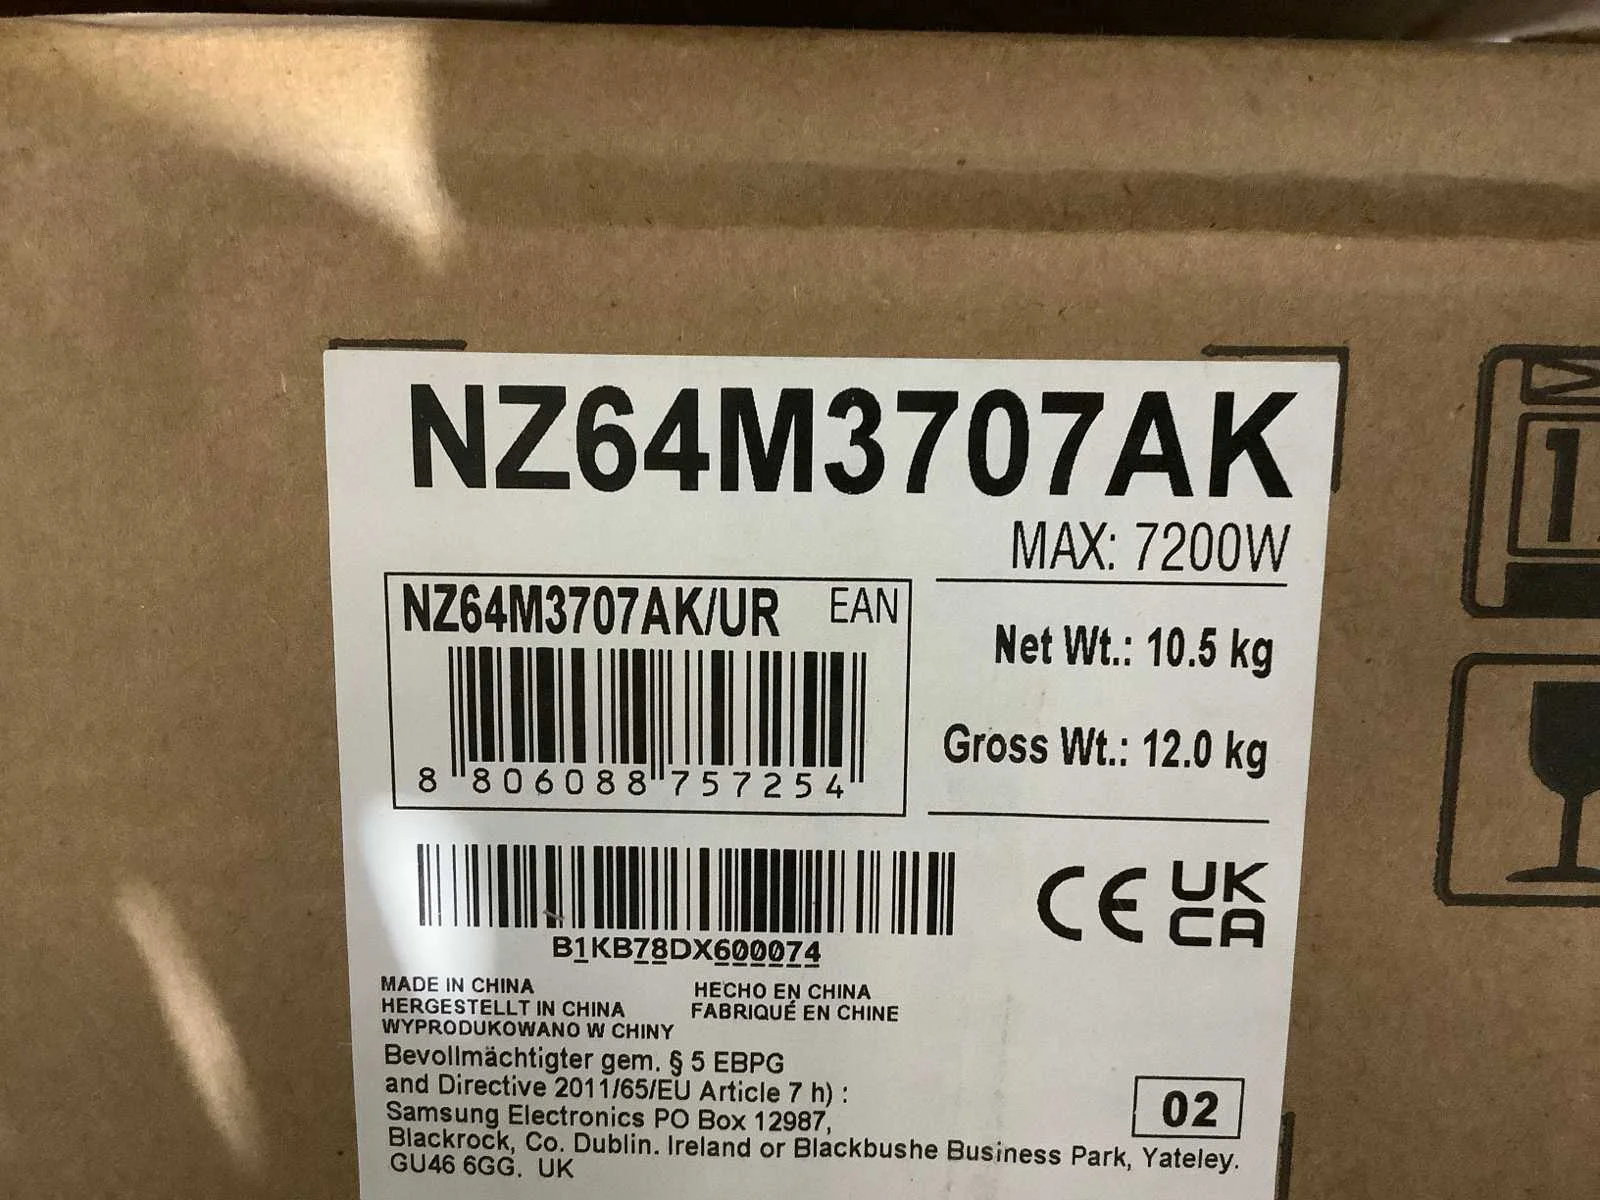 NZ64M3707AK
MAX: 7200W
NZ64M3707AK/UR EAN
8 806088 757254
Net Wt.: 10.5 kg
Gross Wt.: 12.0 kg
B1KB78DX600074
CE UK
CA
MADE IN CHINA
HERGESTELLT IN CHINA
WYPRODUKOWANO W CHINY
HECHO EN CHINA
FABRIQUÉ EN CHINE
Bevollmächtigter gem. § 5 EBPG
and Directive 2011/65/EU Article 7 h) :
Samsung Electronics PO Box 12987,
Blackrock, Co. Dublin. Ireland or Blackbushe Business Park, Yateley.
GU46 6GG. UK
02